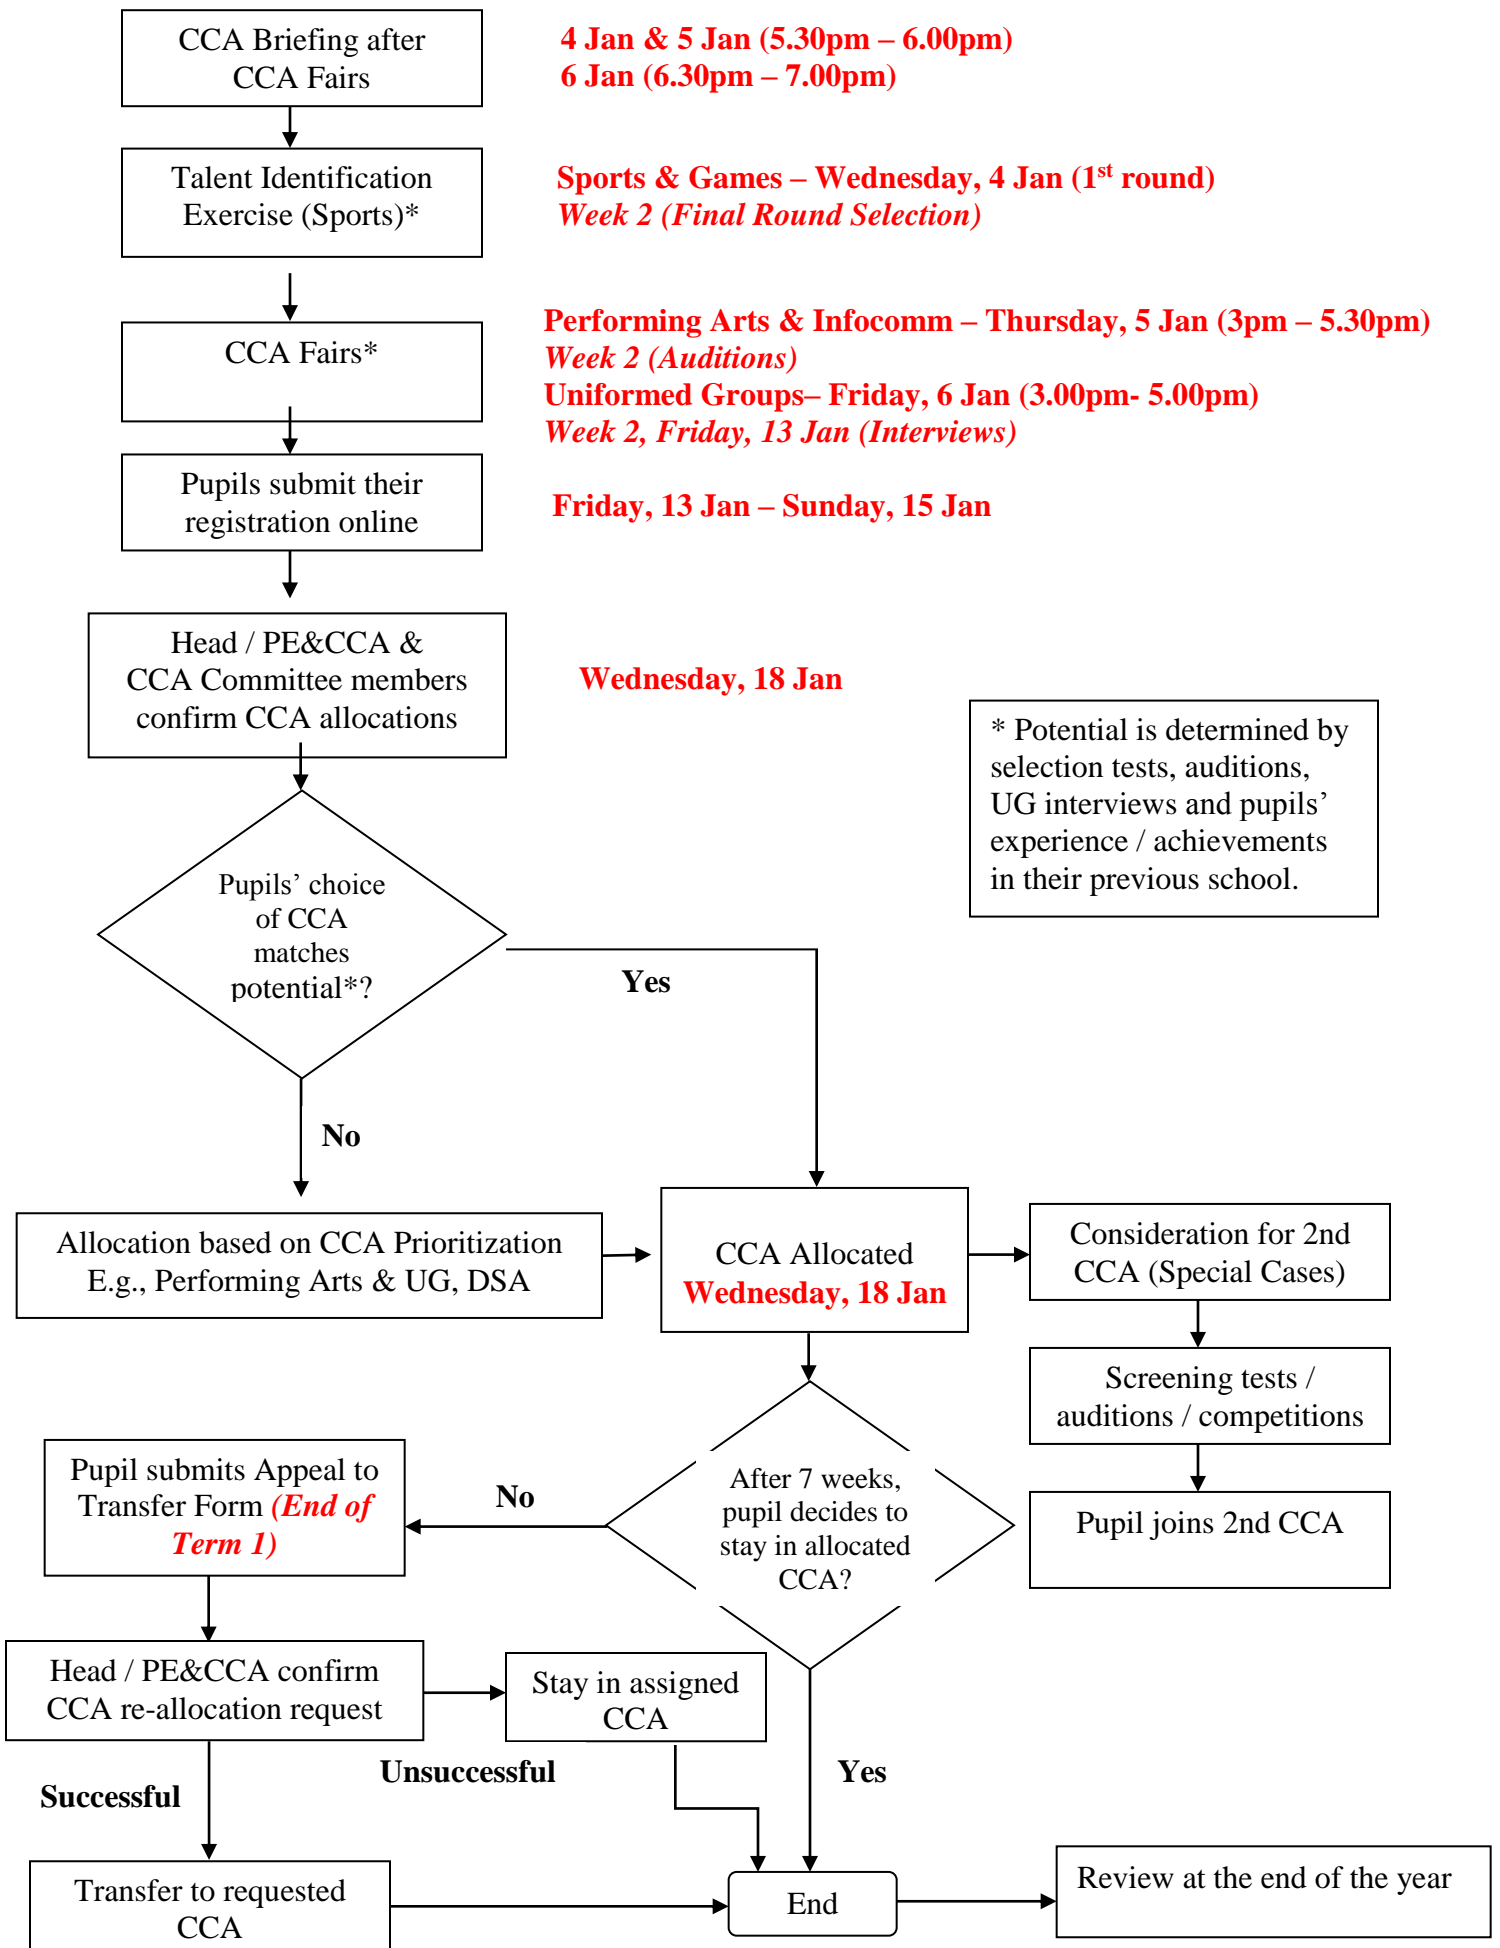 CCA Briefing after
CCA Fairs
4 Jan & 5 Jan (5.30pm – 6.00pm)
6 Jan (6.30pm – 7.00pm)
Talent Identification
Exercise (Sports)*
Sports & Games – Wednesday, 4 Jan (1st round)
Week 2 (Final Round Selection)
CCA Fairs*
Performing Arts & Infocomm – Thursday, 5 Jan (3pm – 5.30pm)
Week 2 (Auditions)
Uniformed Groups– Friday, 6 Jan (3.00pm- 5.00pm)
Week 2, Friday, 13 Jan (Interviews)
Pupils submit their
registration online
Friday, 13 Jan – Sunday, 15 Jan
Head / PE&CCA &
CCA Committee members
confirm CCA allocations
Wednesday, 18 Jan
* Potential is determined by
selection tests, auditions,
UG interviews and pupils’
experience / achievements
in their previous school.
Pupils’ choice
of CCA
matches
potential*?
Yes
No
Allocation based on CCA Prioritization
E.g., Performing Arts & UG, DSA
CCA Allocated
Wednesday, 18 Jan
Consideration for 2nd
CCA (Special Cases)
Screening tests /
auditions / competitions
Pupil joins 2nd CCA
After 7 weeks,
pupil decides to
stay in allocated
CCA?
No
Pupil submits Appeal to
Transfer Form (End of
Term 1)
Head / PE&CCA confirm
CCA re-allocation request
Stay in assigned
CCA
Unsuccessful
Yes
Successful
Transfer to requested
CCA
End
Review at the end of the year